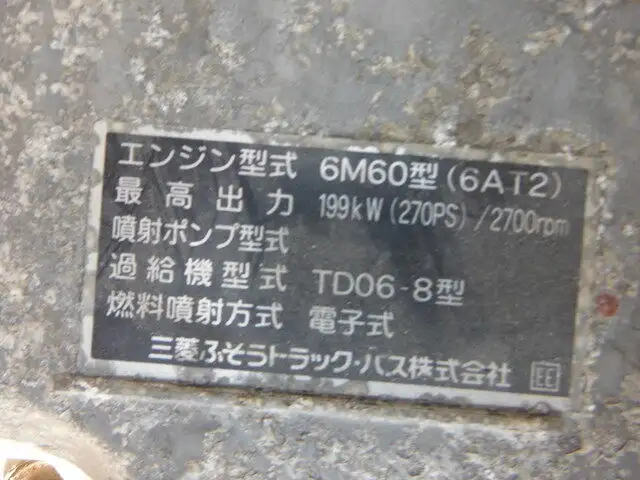 エンジン型式 6M60型(6AT2)
最高出力 199kW(270PS)/2700rpm
噴射ポンプ型式
過給機型式 TD06-8型
燃料噴射方式 電子式
三菱ふそうトラック・バス株式会社 EE